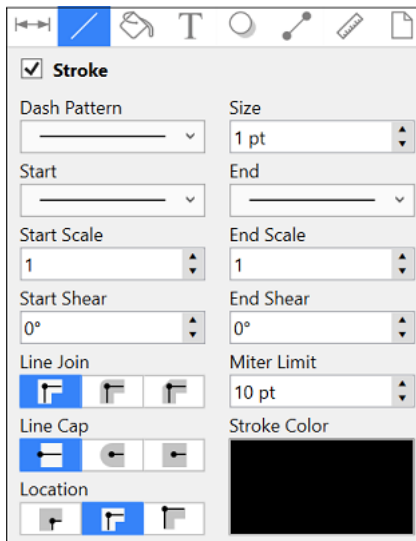 T
Stroke
Dash Pattern Size
1 pt
Start End
Start Scale End Scale
1 1
Start Shear End Shear
0° 0°
Line Join Miter Limit
10 pt
Line Cap Stroke Color
Location